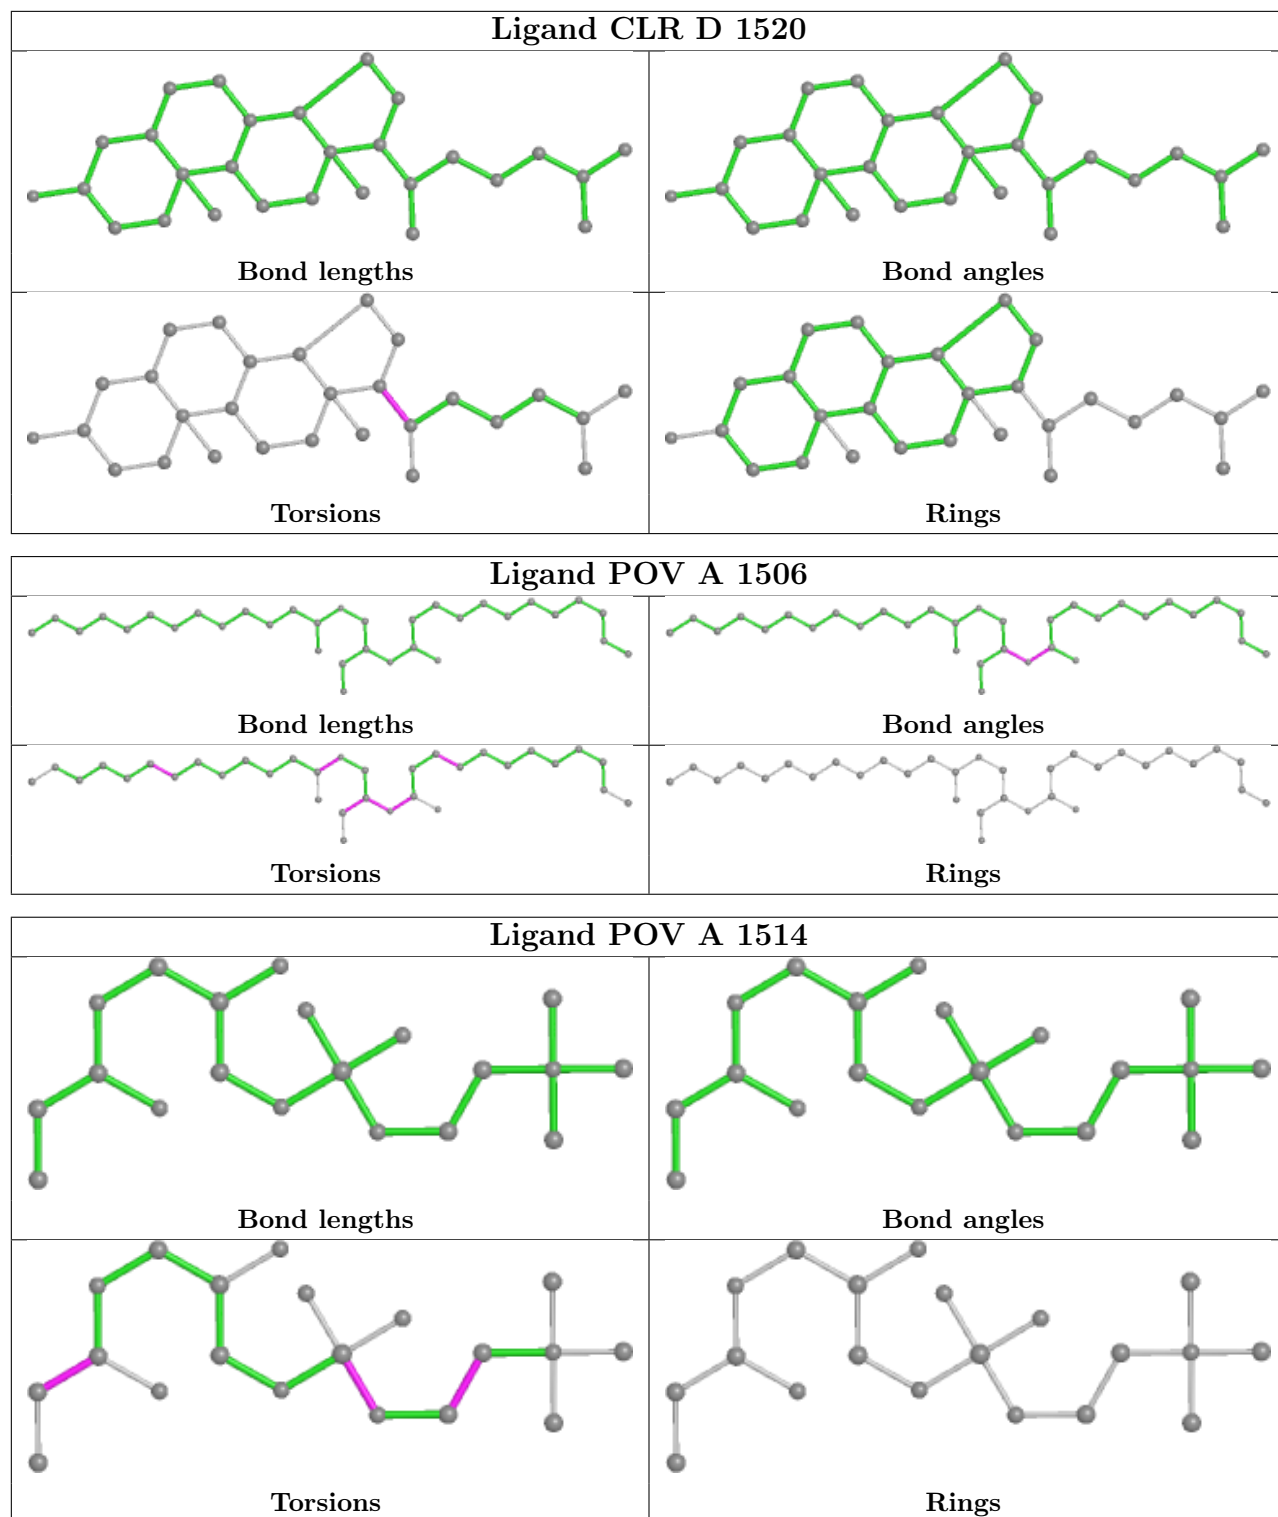 Ligand CLR D 1520
Bond lengths
Bond angles
Torsions
Rings
Ligand POV A 1506
Bond lengths
Bond angles
Torsions
Rings
Ligand POV A 1514
Bond lengths
Bond angles
Torsions
Rings